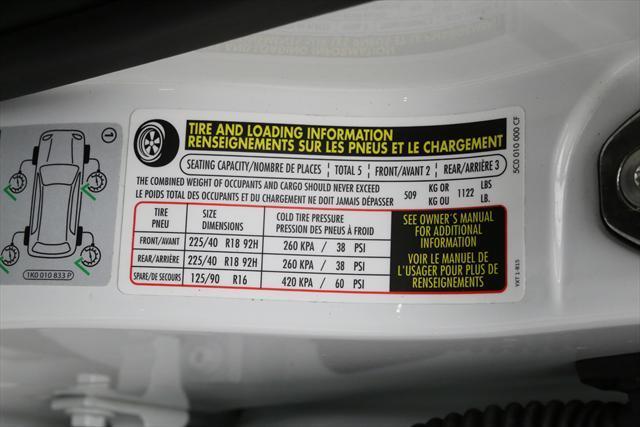 TIRE AND LOADING INFORMATION
RENSEIGNEMENTS SUR LES PNEUS ET LE CHARGEMENT
SEATING CAPACITY/NOMBRE DE PLACES TOTAL 5 FRONT/AVANT 2 REAR/ARRIÈRE 3
THE COMBINED WEIGHT OF OCCUPANTS AND CARGO SHOULD NEVER EXCEED 509 KG OR 1122 LBS
LE POIDS TOTAL DES OCCUPANTS ET DU CHARGEMENT NE DOIT JAMAIS DÉPASSER KG OU LB.
TIRE SIZE COLD TIRE PRESSURE
PNEU DIMENSIONS PRESSION DES PNEUS À FROID
FRONT/AVANT 225/40 R18 92H 260 KPA / 38 PSI
REAR/ARRIÈRE 225/40 R18 92H 260 KPA / 38 PSI
SPARE/DE SECOURS 125/90 R16 420 KPA / 60 PSI
SEE OWNER'S MANUAL
FOR ADDITIONAL
INFORMATION
VOIR LE MANUEL DE
L'USAGER POUR PLUS DE
RENSEIGNEMENTS
5C0 010 000 CF
1
1K0 010 833 P